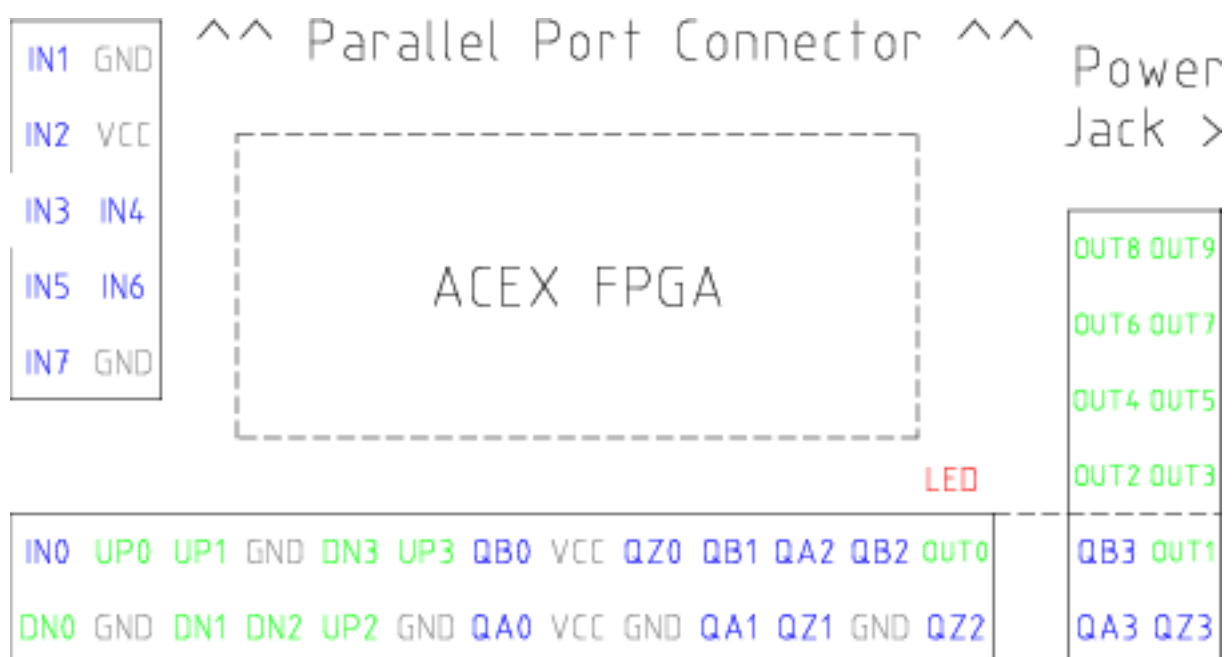 ^^ Parallel Port Connector ^^
Power
Jack >
IN1 GND
IN2 VCC
IN3 IN4
IN5 IN6
IN7 GND
ACEX FPGA
OUT8 OUT9
OUT6 OUT7
OUT4 OUT5
OUT2 OUT3
LED
IN0 UP0 UP1 GND DN3 UP3 QB0 VCC QZ0 QB1 QA2 QB2 OUT0
DN0 GND DN1 DN2 UP2 GND QA0 VCC GND QA1 QZ1 GND QZ2
QB3 OUT1
QA3 QZ3